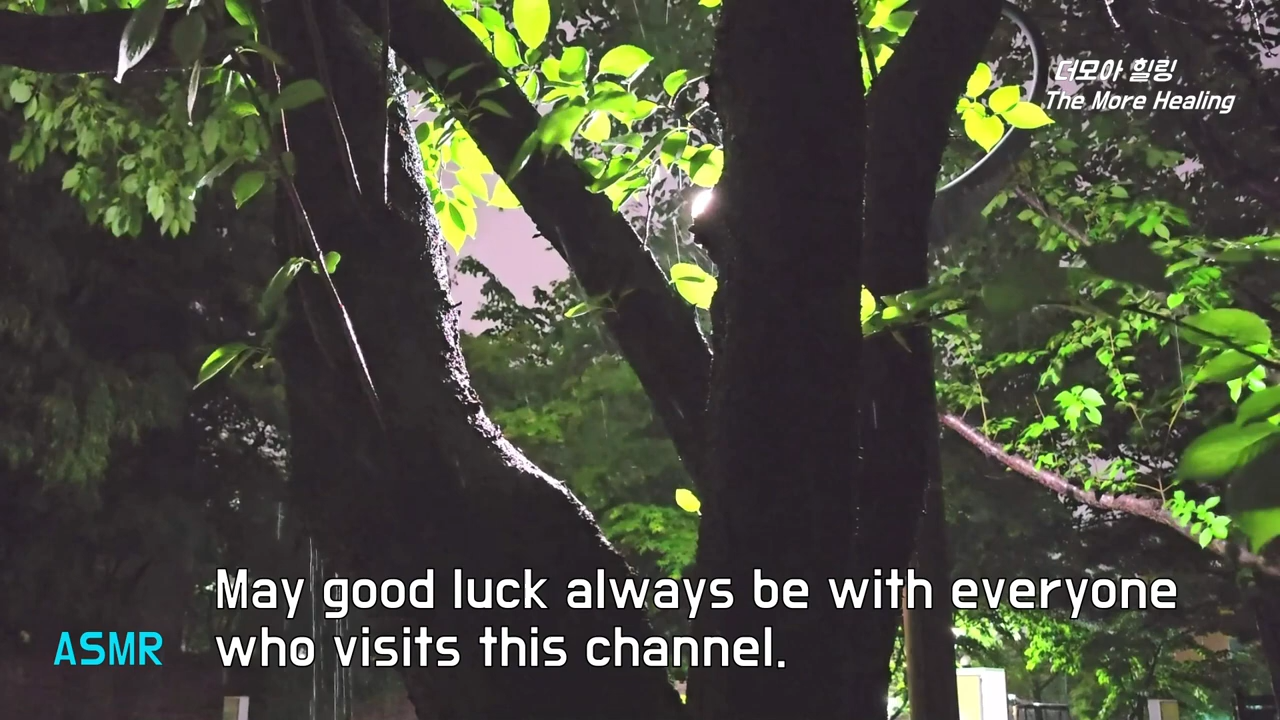 더모아 힐링
The More Healing
May good luck always be with everyone
who visits this channel.
ASMR